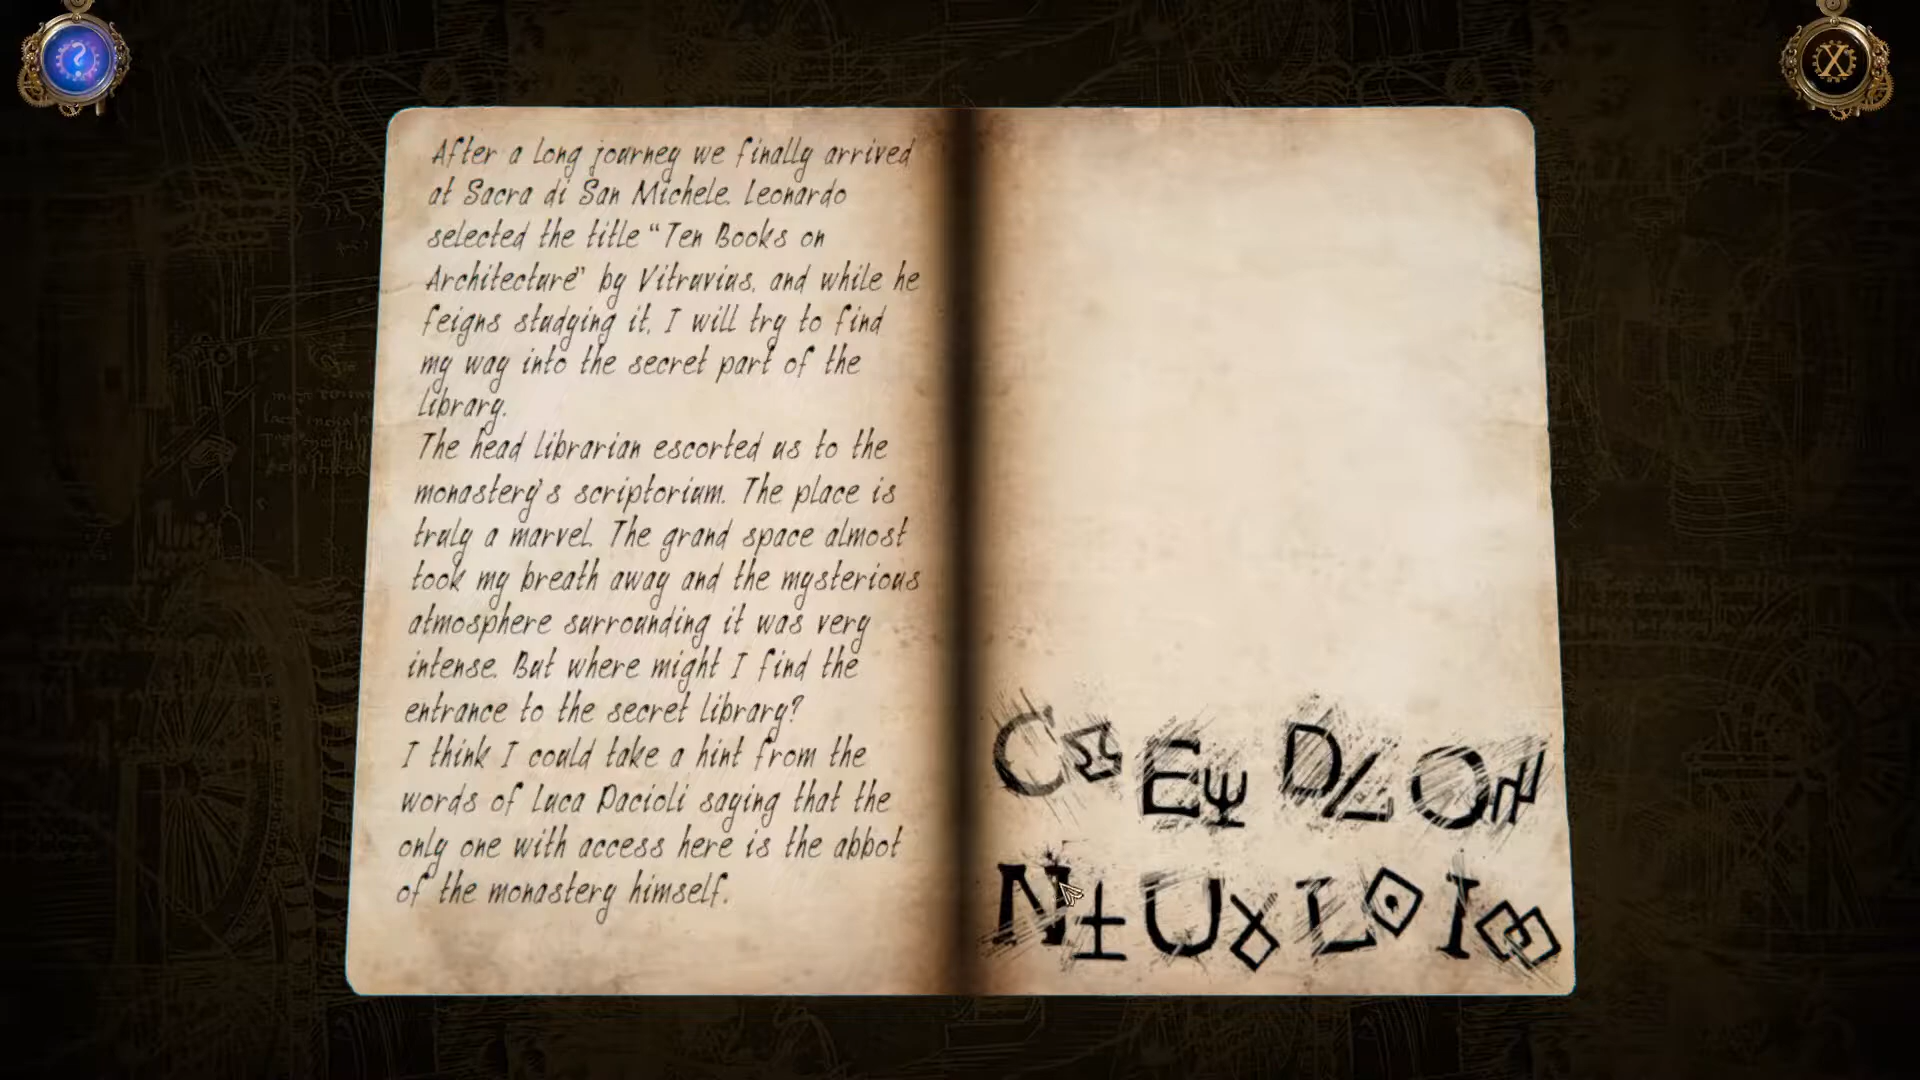 After a long journey we finally arrived
at Sacra di San Michele. Leonardo
selected the title “Ten Books on
Architecture” by Vitruvius, and while he
feigns studying it, I will try to find
my way into the secret part of the
library.
The head librarian escorted us to the
monastery's scriptorium. The place is
truly a marvel. The grand space almost
took my breath away and the mysterious
atmosphere surrounding it was very
intense. But where might I find the
entrance to the secret library?
I think I could take a hint from the
words of Luca Pacioli saying that the
only one with access here is the abbot
of the monastery himself.
C E D O
N U L I